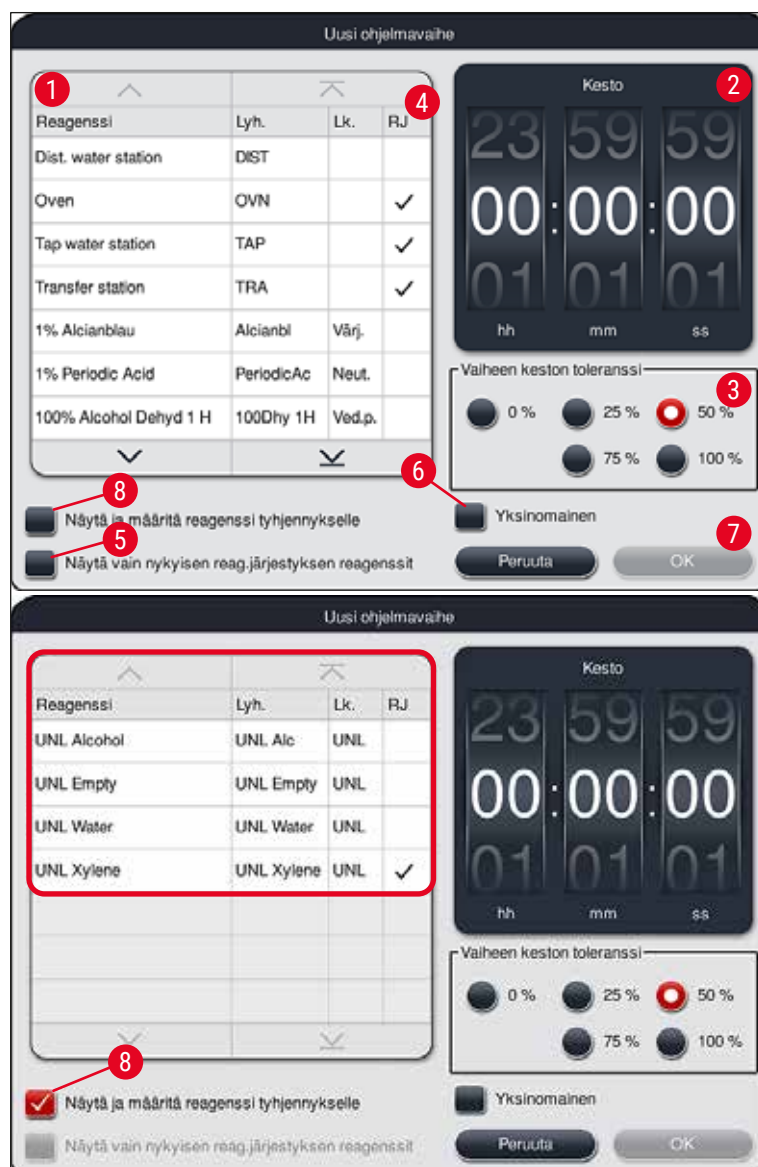 Uusi ohjelmavaihe
1
4
Reagenssi Lyh. Lk. RJ
Dist. water station DIST
Oven OVN ✓
Tap water station TAP ✓
Transfer station TRA ✓
1% Alcianblau Alcianbl Värj.
1% Periodic Acid PeriodicAc Neut.
100% Alcohol Dehyd 1 H 100Dhy 1H Ved.p.
8
Näytä ja määritä reagenssi tyhjennykselle
5
Näytä vain nykyisen reag.järjestyksen reagenssit
Kesto
2
23 59 59
00:00:00
01 01 01
hh mm ss
Vaiheen keston toleranssi
3
0 % 25 % 50 %
75 % 100 %
6
Yksinomainen
7
Peruuta OK
Uusi ohjelmavaihe
Reagenssi Lyh. Lk. RJ
UNL Alcohol UNL Alc UNL
UNL Empty UNL Empty UNL
UNL Water UNL Water UNL
UNL Xylene UNL Xylene UNL ✓
8
Näytä ja määritä reagenssi tyhjennykselle
Näytä vain nykyisen reag.järjestyksen reagenssit
Kesto
23 59 59
00:00:00
01 01 01
hh mm ss
Vaiheen keston toleranssi
0 % 25 % 50 %
75 % 100 %
Yksinomainen
Peruuta OK